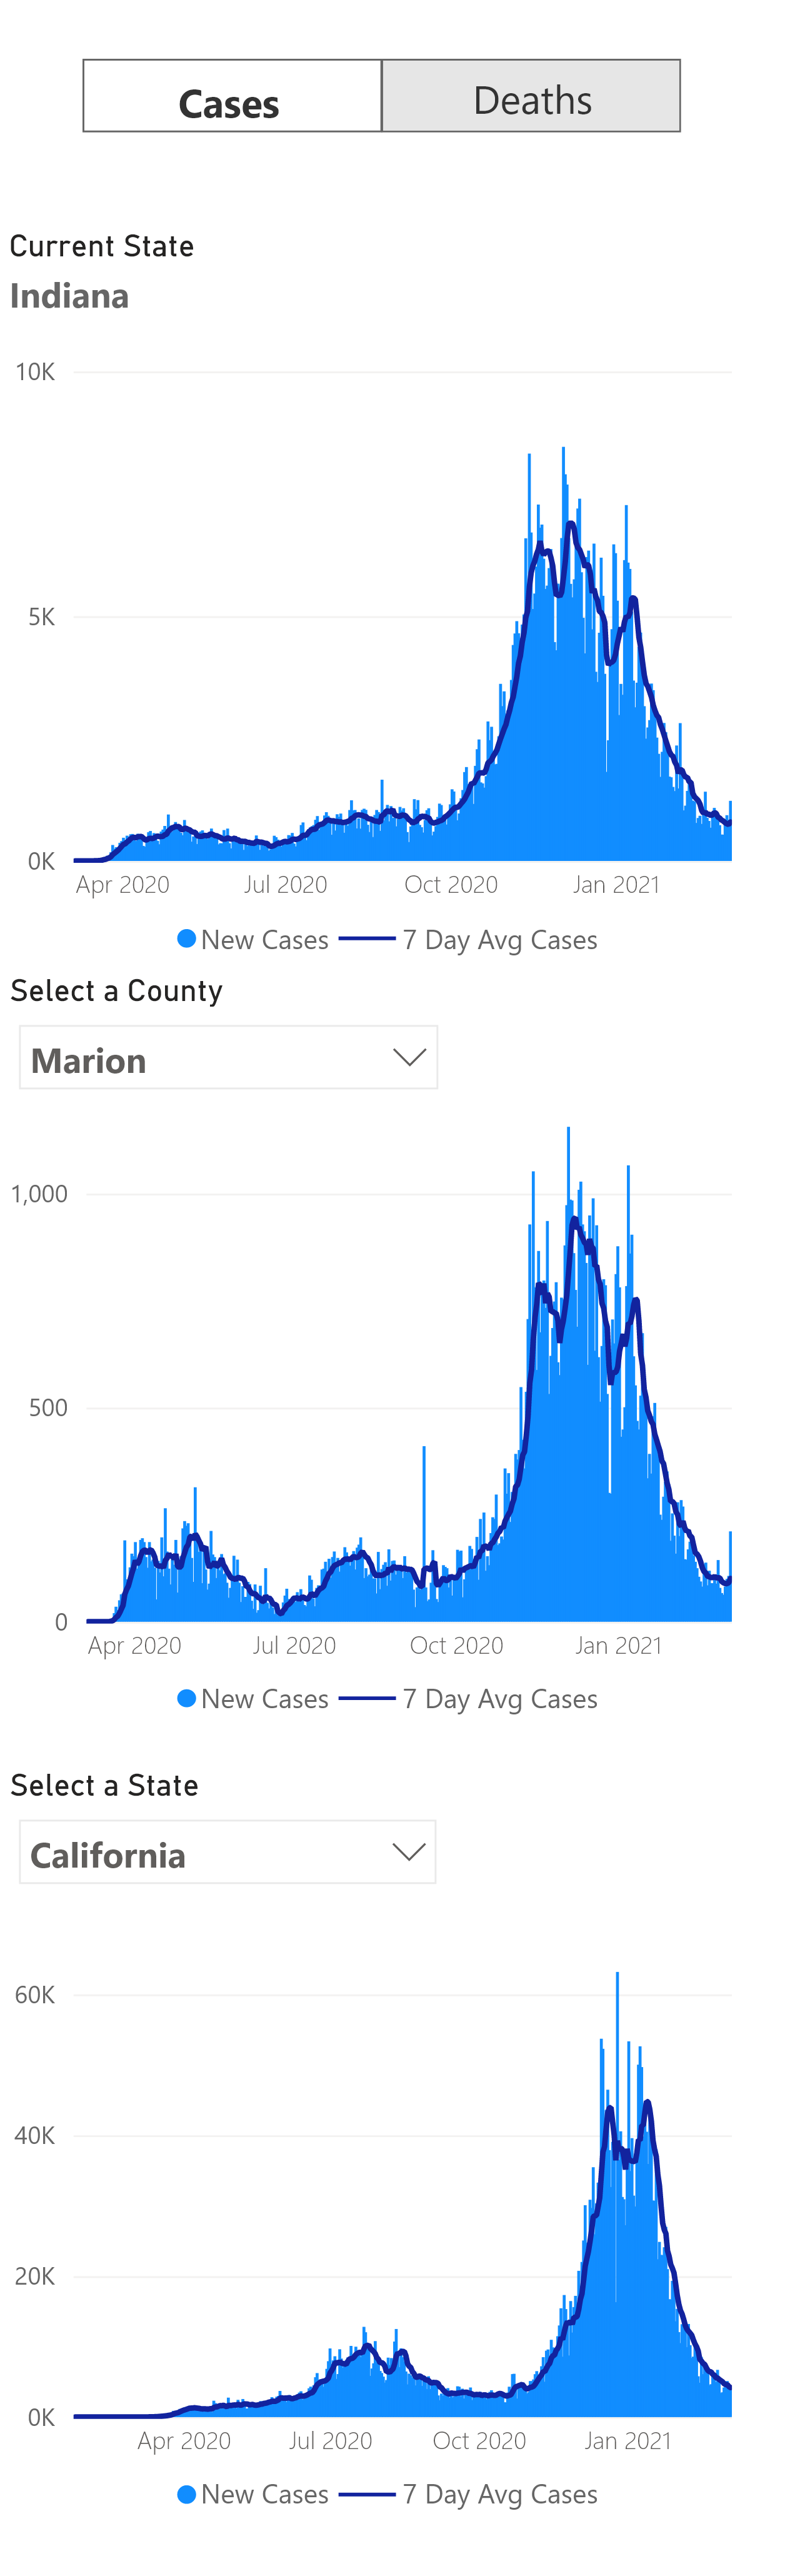 Cases Deaths
Current State
Indiana
10K
5K
0K
Apr 2020 Jul 2020 Oct 2020 Jan 2021
New Cases 7 Day Avg Cases
Select a County
Marion
1,000
500
0
Apr 2020 Jul 2020 Oct 2020 Jan 2021
New Cases 7 Day Avg Cases
Select a State
California
60K
40K
20K
0K
Apr 2020 Jul 2020 Oct 2020 Jan 2021
New Cases 7 Day Avg Cases